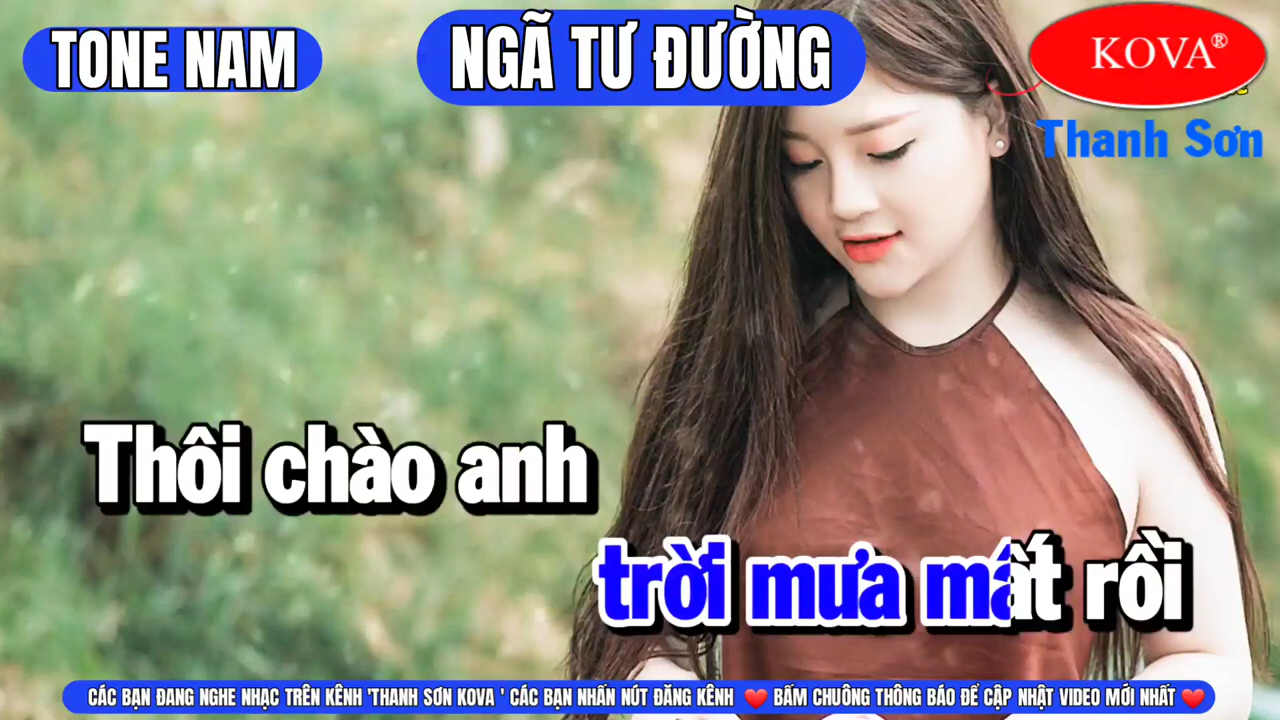 TONE NAM
NGÃ TƯ ĐƯỜNG
KOVA®
Thanh Sơn
Thôi chào anh
trời mưa mất rồi
CÁC BẠN ĐANG NGHE NHẠC TRÊN KÊNH 'THANH SƠN KOVA ' CÁC BẠN NHẤN NÚT ĐĂNG KÊNH ❤️ BẤM CHUÔNG THÔNG BÁO ĐỂ CẬP NHẬT VIDEO MỚI NHẤT ❤️